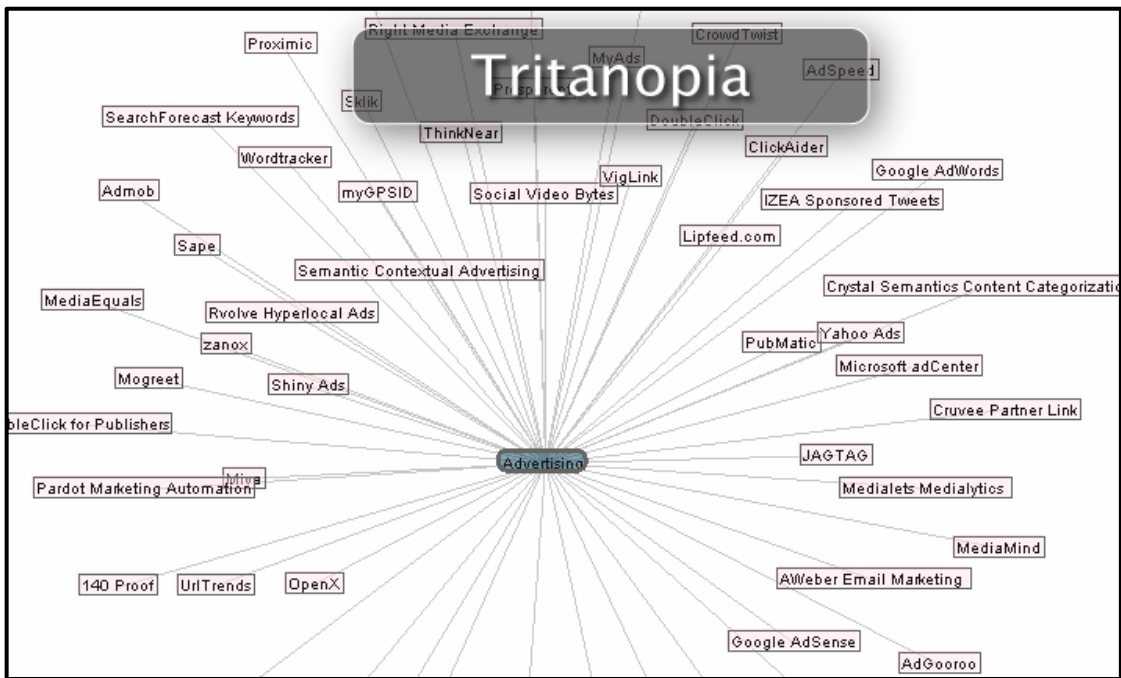 Right Media Exchange
CrowdTwist
Proximic
MyAds
AdSpeed
Tritanopia
Prosperent
Sklik
SearchForecast Keywords
DoubleClick
ThinkNear
ClickAider
Wordtracker
Google AdWords
VigLink
Admob
myGPSID
Social Video Bytes
IZEA Sponsored Tweets
Lipfeed.com
Sape
Semantic Contextual Advertising
Crystal Semantics Content Categorizatio
MediaEquals
Rvolve Hyperlocal Ads
Yahoo Ads
zanox
PubMatic
Microsoft adCenter
Mogreet
Shiny Ads
Cruvee Partner Link
bleClick for Publishers
JAGTAG
Advertising
Miva
Pardot Marketing Automation
Medialets Medialytics
MediaMind
AWeber Email Marketing
140 Proof
UrlTrends
OpenX
Google AdSense
AdGooroo